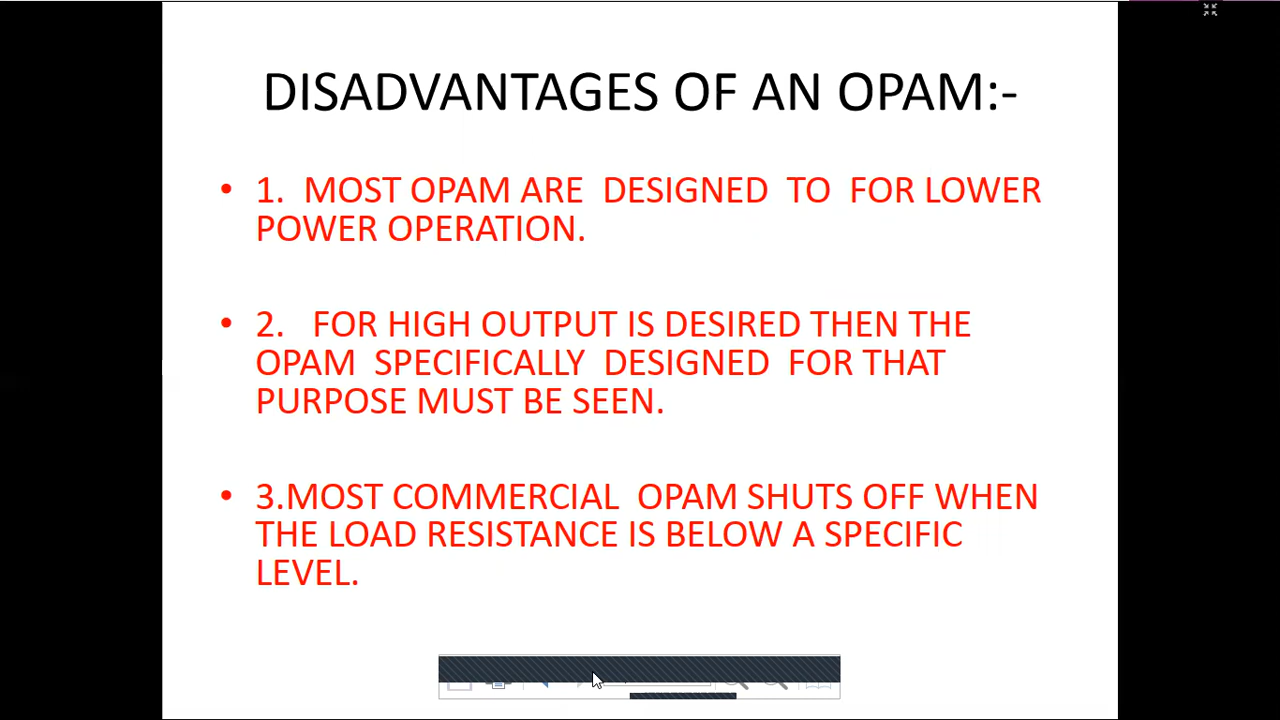 DISADVANTAGES OF AN OPAM:-
• 1. MOST OPAM ARE DESIGNED TO FOR LOWER
POWER OPERATION.
• 2. FOR HIGH OUTPUT IS DESIRED THEN THE
OPAM SPECIFICALLY DESIGNED FOR THAT
PURPOSE MUST BE SEEN.
• 3.MOST COMMERCIAL OPAM SHUTS OFF WHEN
THE LOAD RESISTANCE IS BELOW A SPECIFIC
LEVEL.